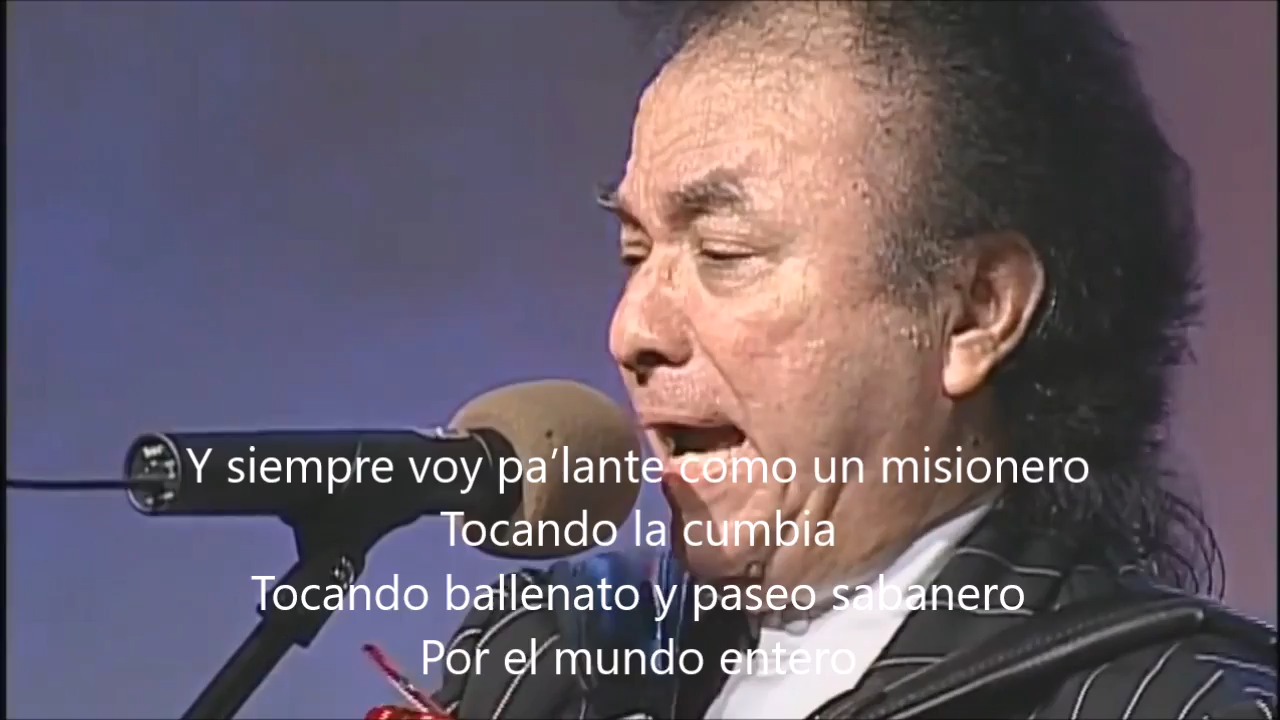 Y siempre voy pa’lante como un misionero
Tocando la cumbia
Tocando ballenato y paseo sabanero
Por el mundo entero